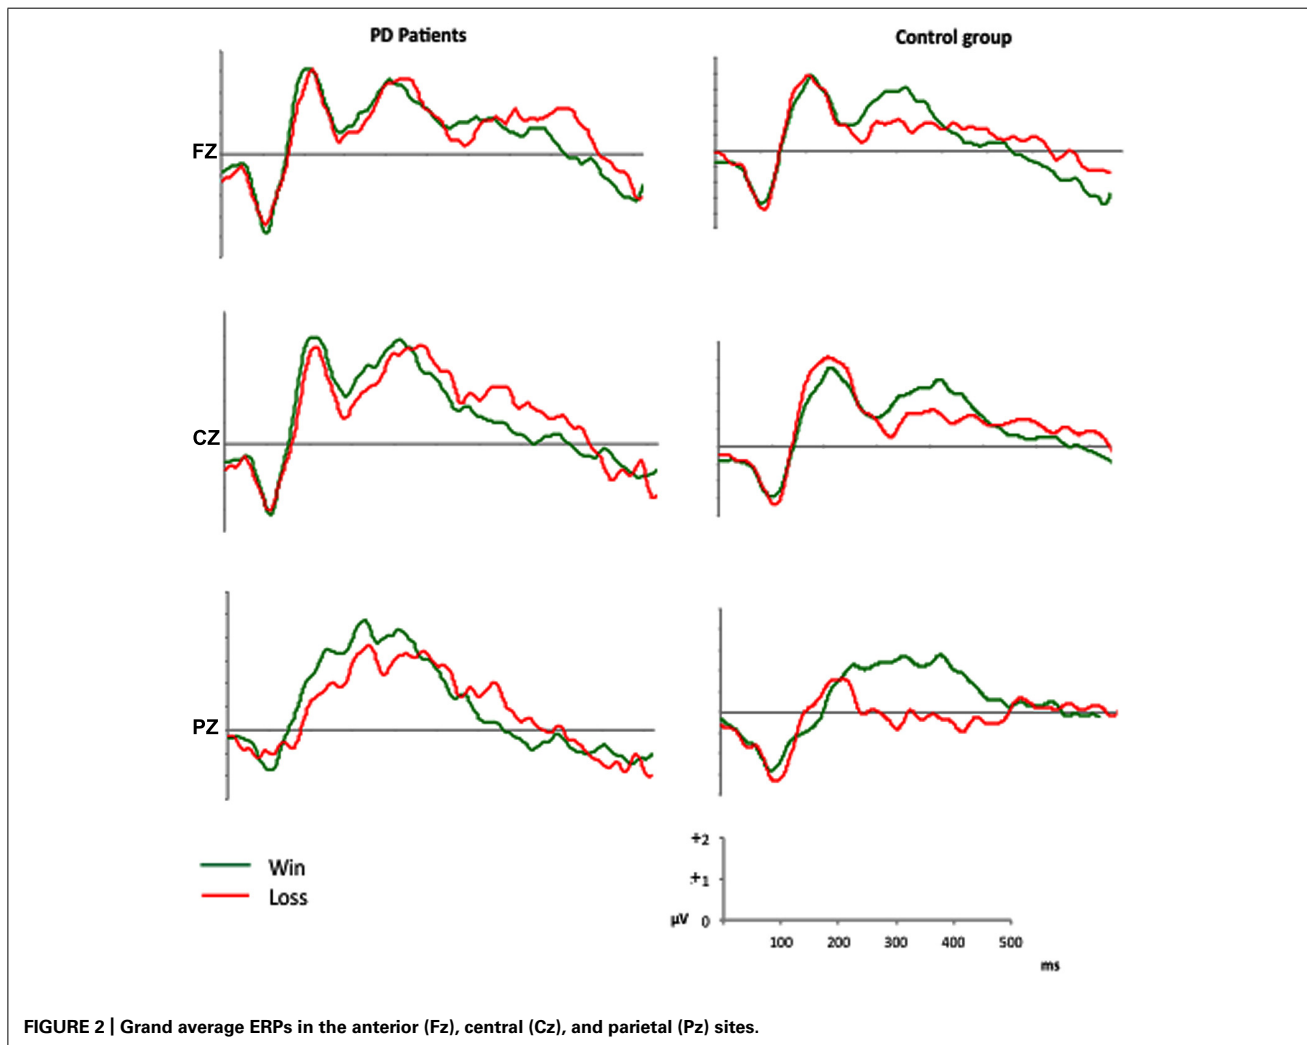 PD Patients
Control group
FZ
CZ
PZ
Win
Loss
+2
+1
µV 0
100 200 300 400 500
ms
FIGURE 2 | Grand average ERPs in the anterior (Fz), central (Cz), and parietal (Pz) sites.